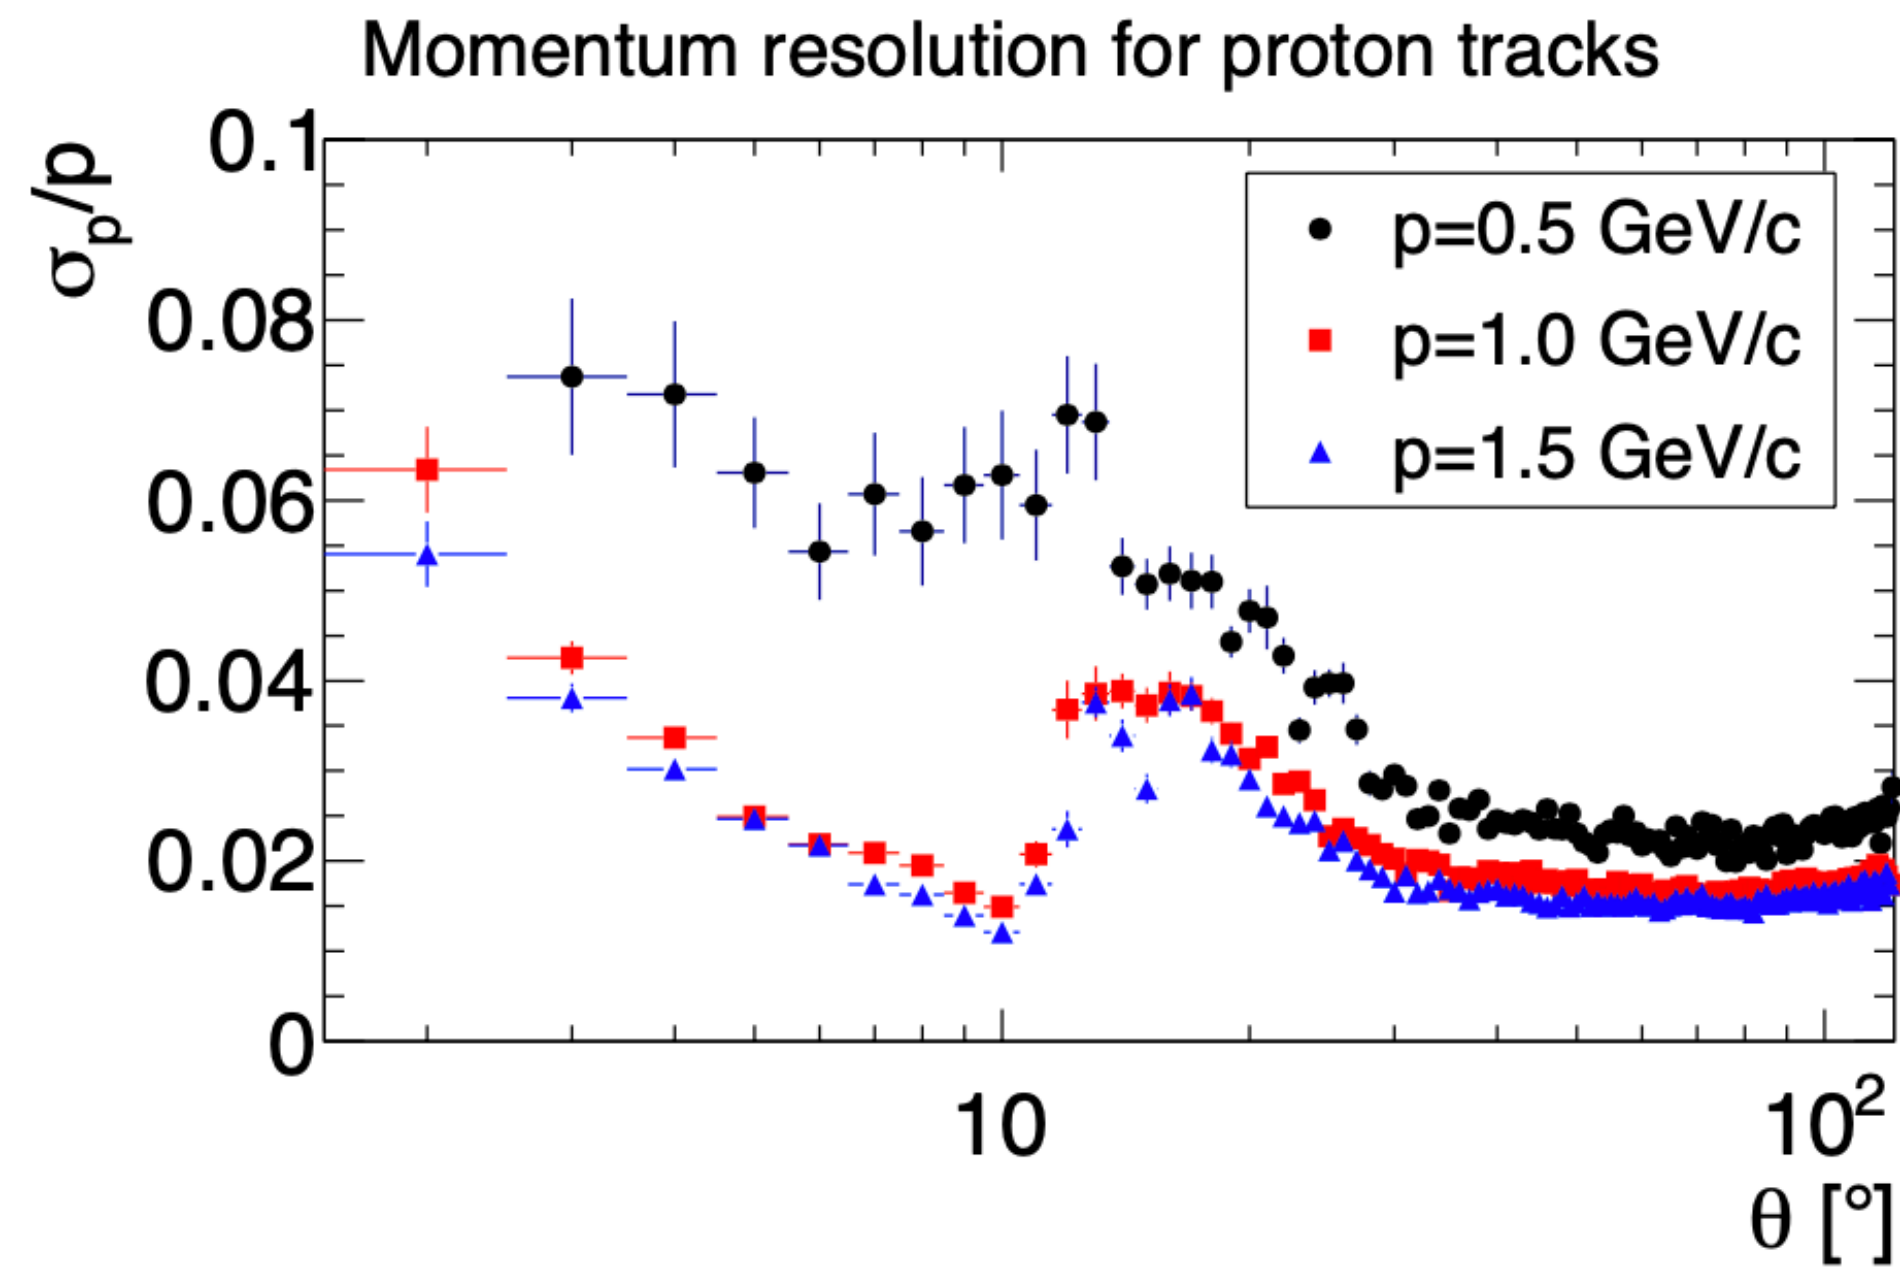 Momentum resolution for proton tracks
σp/p
0.1
0.08
0.06
0.04
0.02
0
p=0.5 GeV/c
p=1.0 GeV/c
p=1.5 GeV/c
10
10²
θ [°]